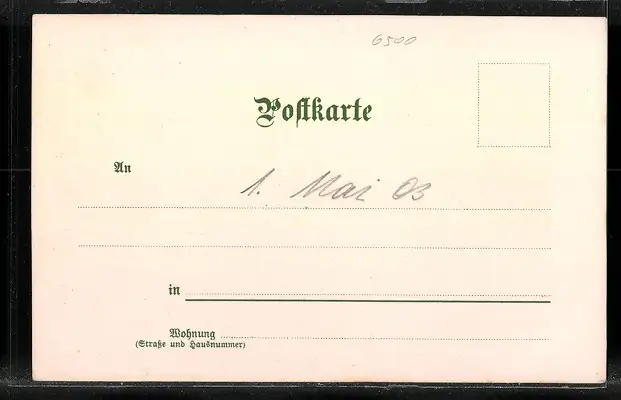 6500
Postkarte
An
1. Mai 03
in
Wohnung
(Straße und Hausnummer)